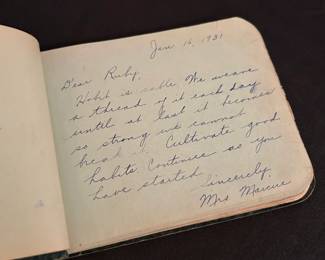 Jan 16, 1931
Dear Ruby,
Habit is cable We weave
a thread of it each day
until at last it becomes
so strong we cannot
break it. Cultivate good
habits. Continue as you
have started
Sincerely,
Mrs Marcue